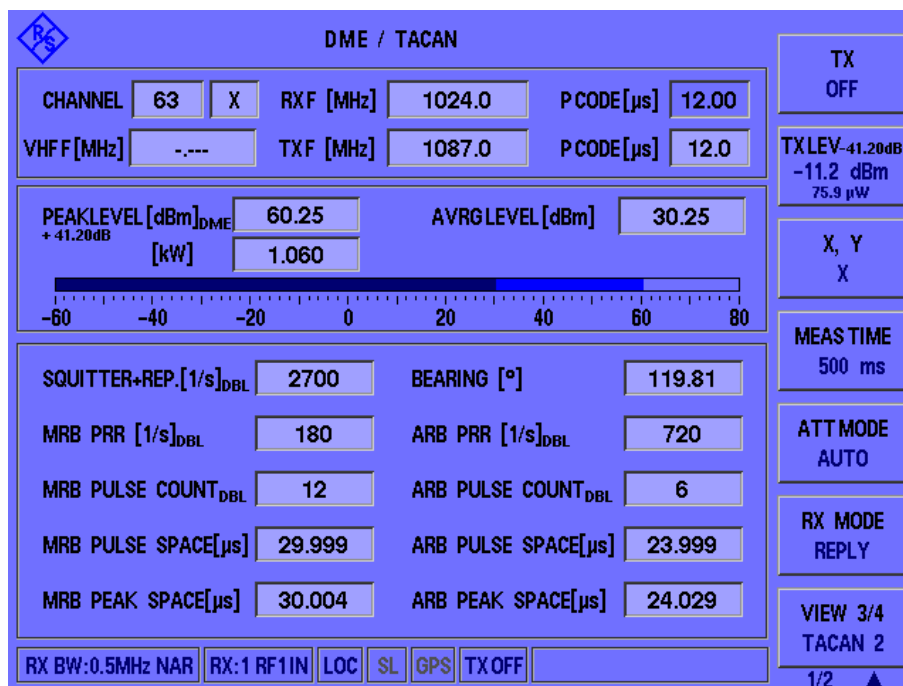 R/S
DME / TACAN
CHANNEL 63 X RXF [MHz] 1024.0 P CODE[µs] 12.00
VHF F[MHz] -.--- TXF [MHz] 1087.0 P CODE[µs] 12.0
PEAKLEVEL [dBm]DME 60.25 AVRG LEVEL [dBm] 30.25
+ 41.20dB
[kW] 1.060
-60 -40 -20 0 20 40 60 80
SQUITTER+REP.[1/s]DBL 2700 BEARING [°] 119.81
MRB PRR [1/s]DBL 180 ARB PRR [1/s]DBL 720
MRB PULSE COUNTDBL 12 ARB PULSE COUNTDBL 6
MRB PULSE SPACE[µs] 29.999 ARB PULSE SPACE[µs] 23.999
MRB PEAK SPACE[µs] 30.004 ARB PEAK SPACE[µs] 24.029
RX BW:0.5MHz NAR RX:1 RF1IN LOC SL GPS TX OFF
TX
OFF
TX LEV-41.20dB
-11.2 dBm
75.9 µW
X, Y
X
MEAS TIME
500 ms
ATT MODE
AUTO
RX MODE
REPLY
VIEW 3/4
TACAN 2
1/2 ▲